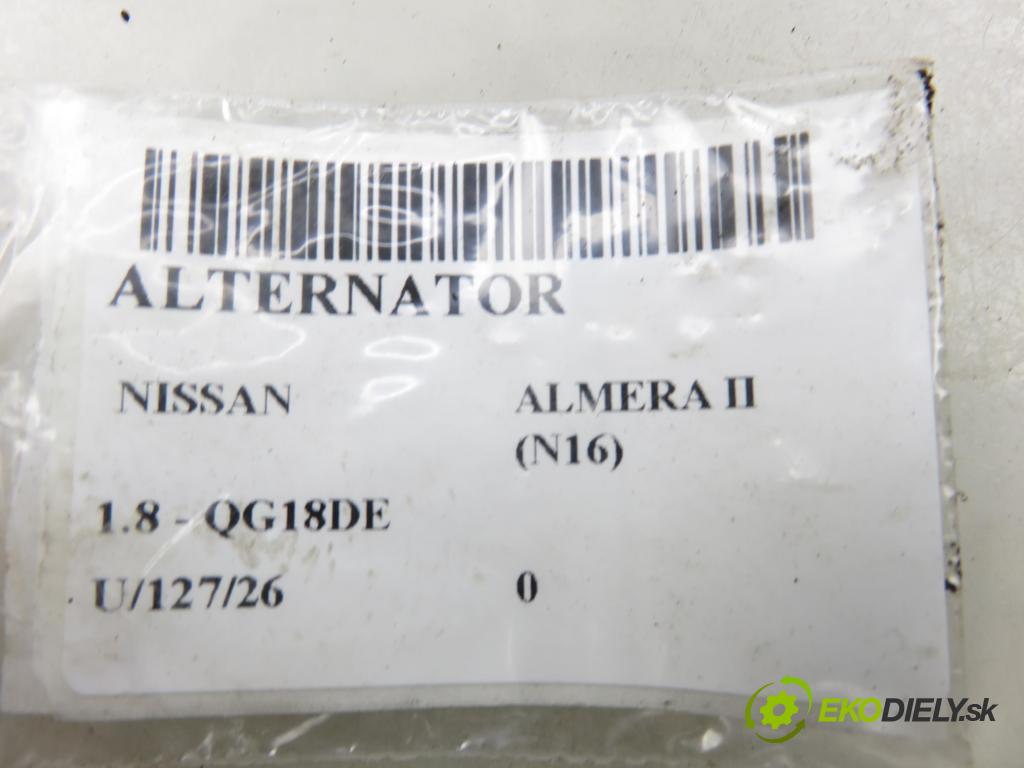 ALTERNATOR
NISSAN ALMERA II
(N16)
1.8 - QG18DE
U/127/26 0
EKODIELY.sk